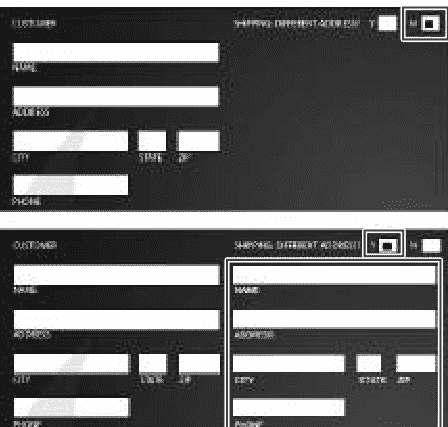 CUSTOMER SHIPPING: DIFFERENT ADDRESS? Y N
NAME
ADDRESS
CITY STATE ZIP
PHONE
CUSTOMER SHIPPING: DIFFERENT ADDRESS? Y N
NAME NAME
ADDRESS ADDRESS
CITY STATE ZIP CITY STATE ZIP
PHONE PHONE